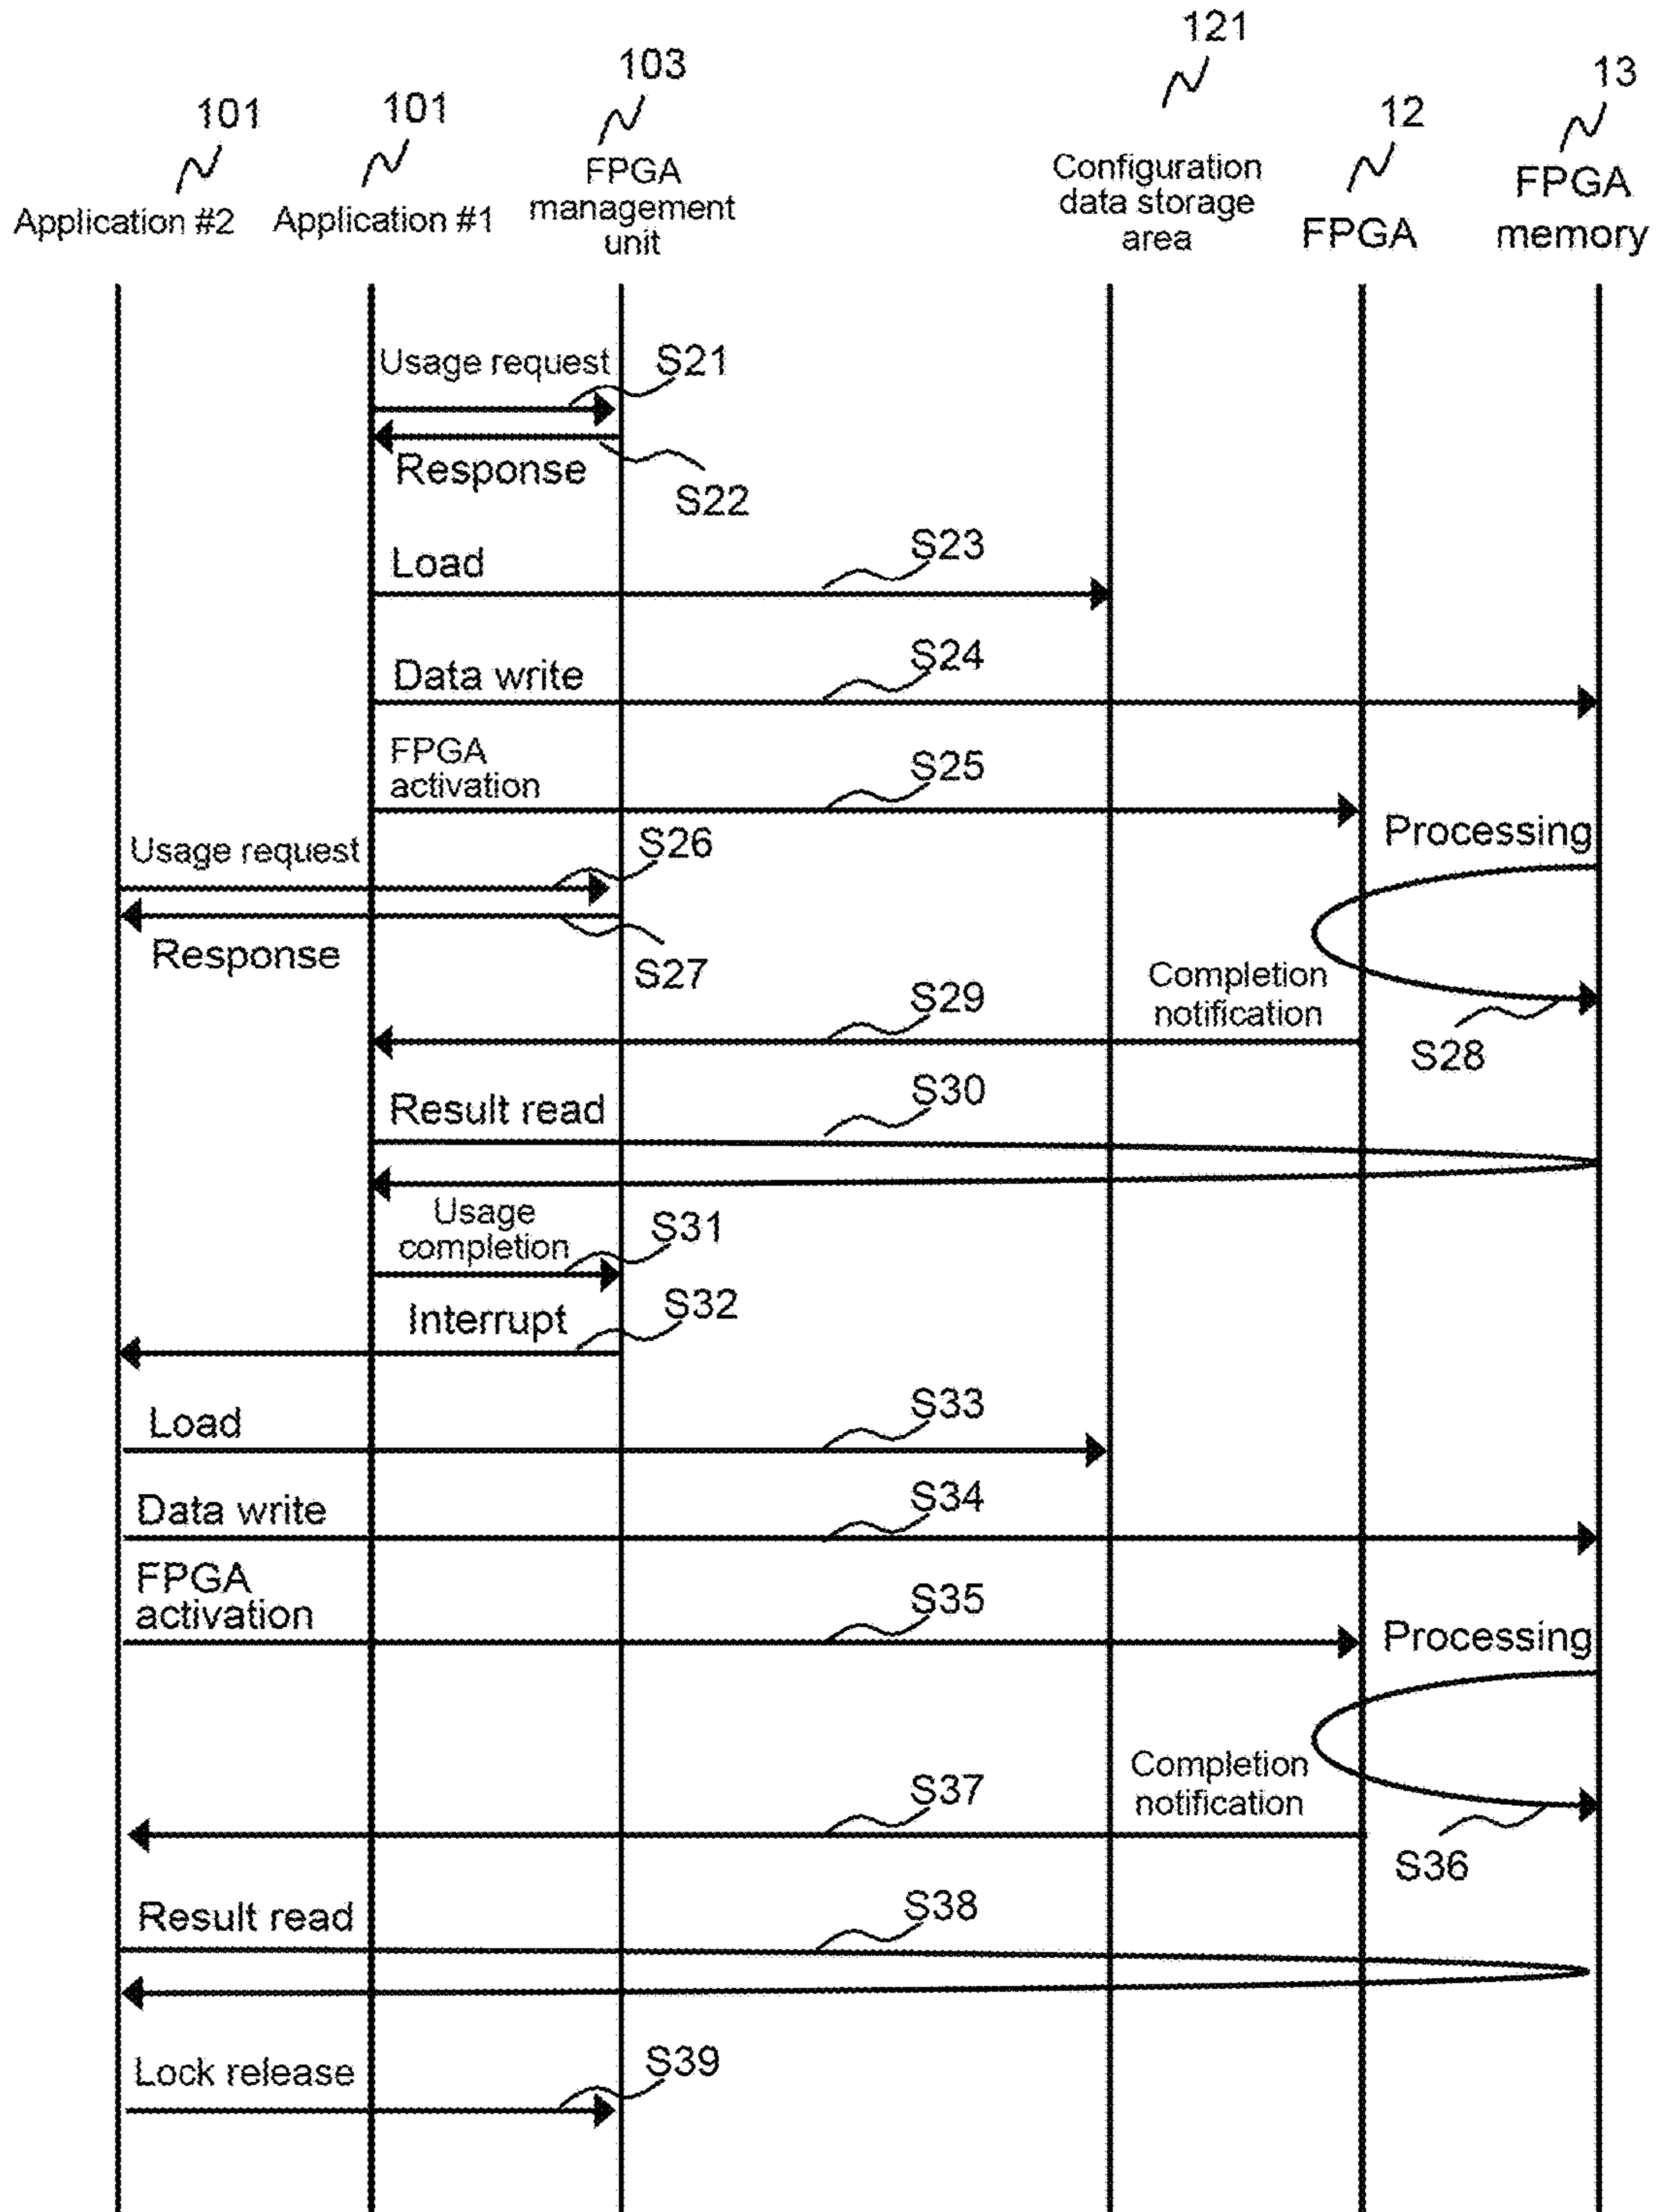 121
103
13
101
101
12
Application #2
Application #1
FPGA
management
unit
Configuration
data storage
area
FPGA
FPGA
memory
Usage request
S21
Response
S22
Load
S23
Data write
S24
FPGA
activation
S25
Processing
Usage request
S26
Response
S27
Completion
notification
S28
S29
Result read
S30
Usage
completion
S31
Interrupt
S32
Load
S33
Data write
S34
FPGA
activation
S35
Processing
Completion
notification
S36
S37
Result read
S38
Lock release
S39